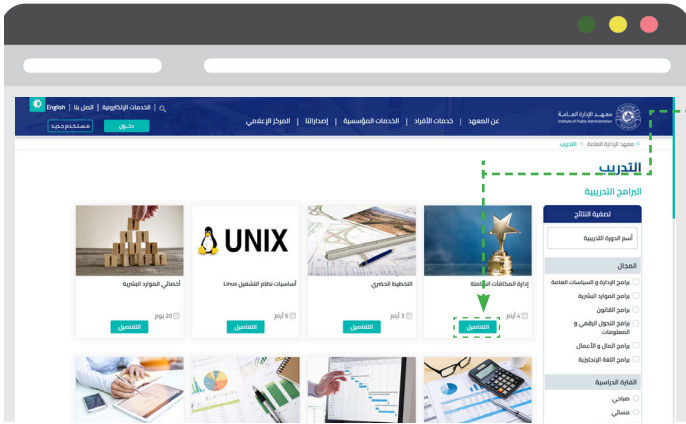 الخدمات الإلكترونية | اتصل بنا | English
دخـول
مستخدم جديد
عن المعهد | خدمات الأفراد | الخدمات المؤسسية | إصداراتنا | المركز الإعلامي
معهـد الإدارة العـامـة
Institute of Public Administration
معهد الإدارة العامة > التدريب
التدريب
البرامج التدريبية
تصفية النتائج
أسم الدورة التدريبية
المجال
برامج الإدارة و السياسات العامة
برامج الموارد البشرية
برامج القانون
برامج التحول الرقمي و
المعلومات
برامج المال و الأعمال
برامج اللغة الإنجليزية
الفترة الدراسية
صباحي
مسائي
إدارة المكافآت الشاملة
4 أيام
التفاصيل
التخطيط الحضري
3 أيام
التفاصيل
UNIX
أساسيات نظام التشغيل Linux
5 أيام
التفاصيل
أخصائي الموارد البشرية
20 يوم
التفاصيل